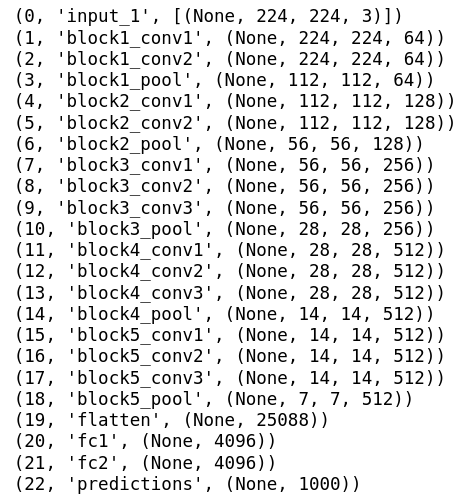 (0, 'input_1', [(None, 224, 224, 3)])
(1, 'block1_conv1', (None, 224, 224, 64))
(2, 'block1_conv2', (None, 224, 224, 64))
(3, 'block1_pool', (None, 112, 112, 64))
(4, 'block2_conv1', (None, 112, 112, 128))
(5, 'block2_conv2', (None, 112, 112, 128))
(6, 'block2_pool', (None, 56, 56, 128))
(7, 'block3_conv1', (None, 56, 56, 256))
(8, 'block3_conv2', (None, 56, 56, 256))
(9, 'block3_conv3', (None, 56, 56, 256))
(10, 'block3_pool', (None, 28, 28, 256))
(11, 'block4_conv1', (None, 28, 28, 512))
(12, 'block4_conv2', (None, 28, 28, 512))
(13, 'block4_conv3', (None, 28, 28, 512))
(14, 'block4_pool', (None, 14, 14, 512))
(15, 'block5_conv1', (None, 14, 14, 512))
(16, 'block5_conv2', (None, 14, 14, 512))
(17, 'block5_conv3', (None, 14, 14, 512))
(18, 'block5_pool', (None, 7, 7, 512))
(19, 'flatten', (None, 25088))
(20, 'fc1', (None, 4096))
(21, 'fc2', (None, 4096))
(22, 'predictions', (None, 1000))